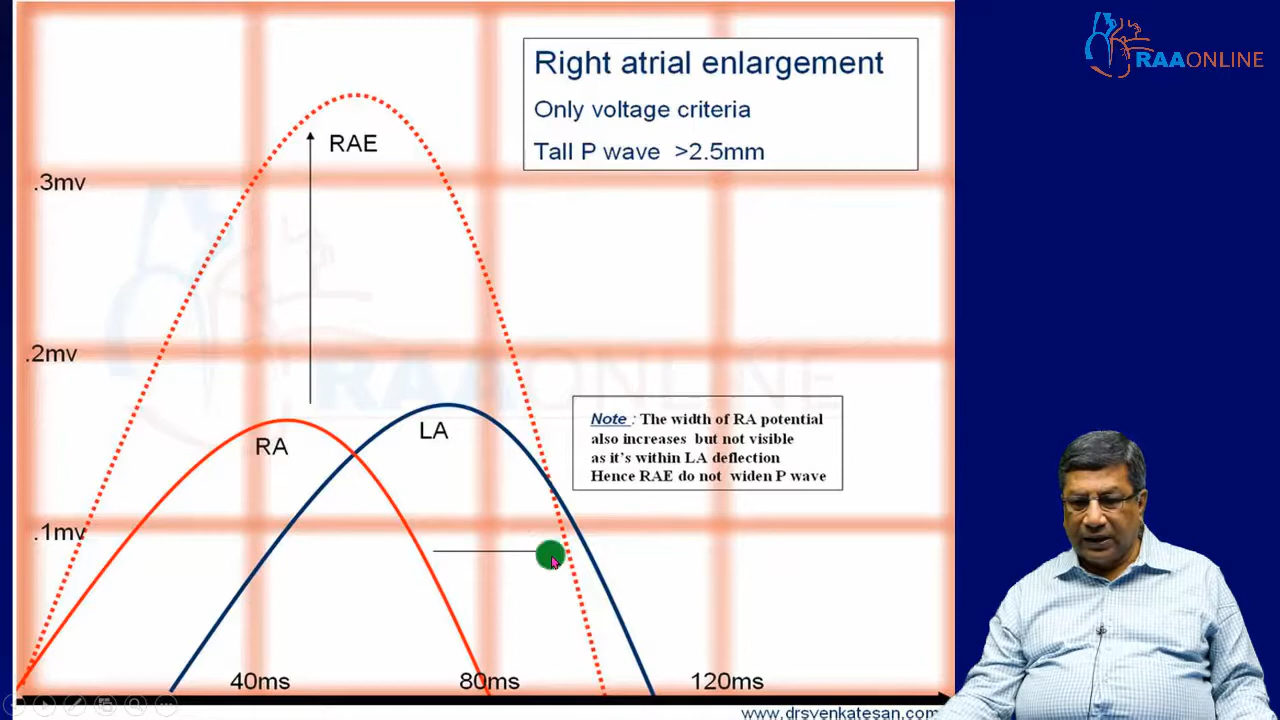 RAAONLINE
Right atrial enlargement
Only voltage criteria
Tall P wave >2.5mm
RAE
.3mv
.2mv
RAAONLINE
RA
LA
Note : The width of RA potential
also increases but not visible
as it's within LA deflection
Hence RAE do not widen P wave
.1mv
40ms
80ms
120ms
www.drsvenkatesan.com